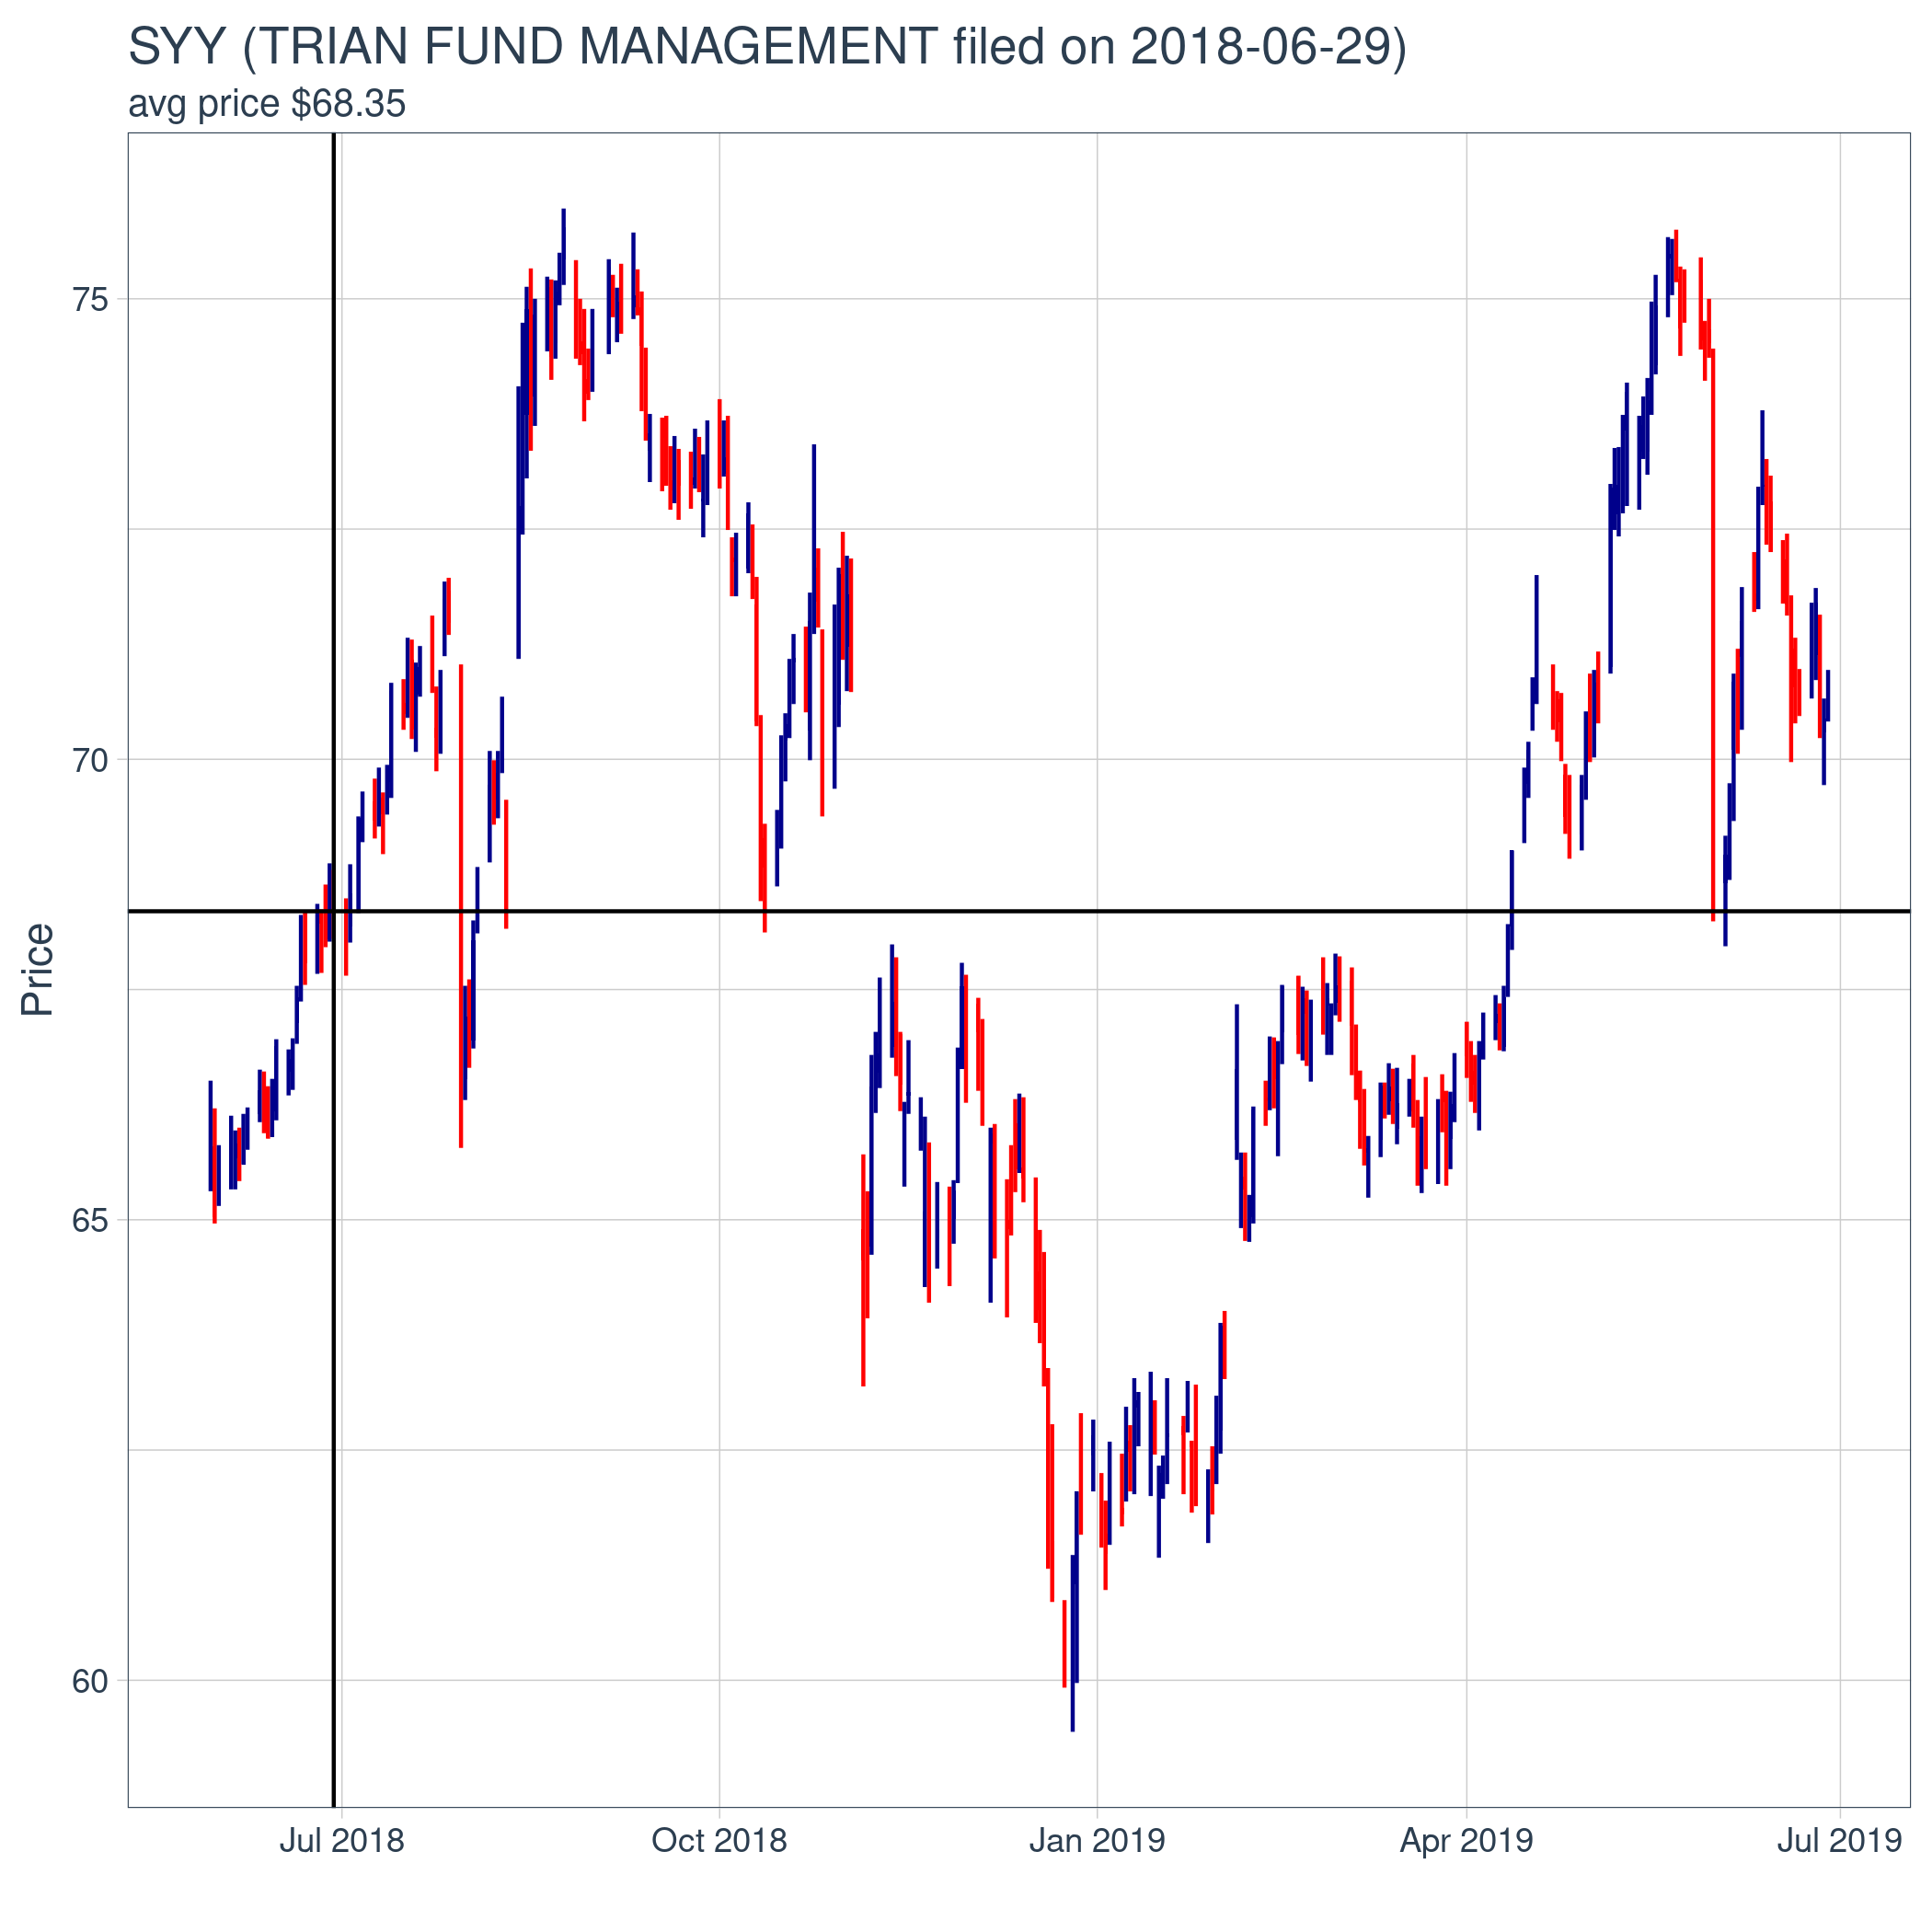 SYY (TRIAN FUND MANAGEMENT filed on 2018-06-29)
avg price $68.35
75
70
65
60
Price
Jul 2018
Oct 2018
Jan 2019
Apr 2019
Jul 2019